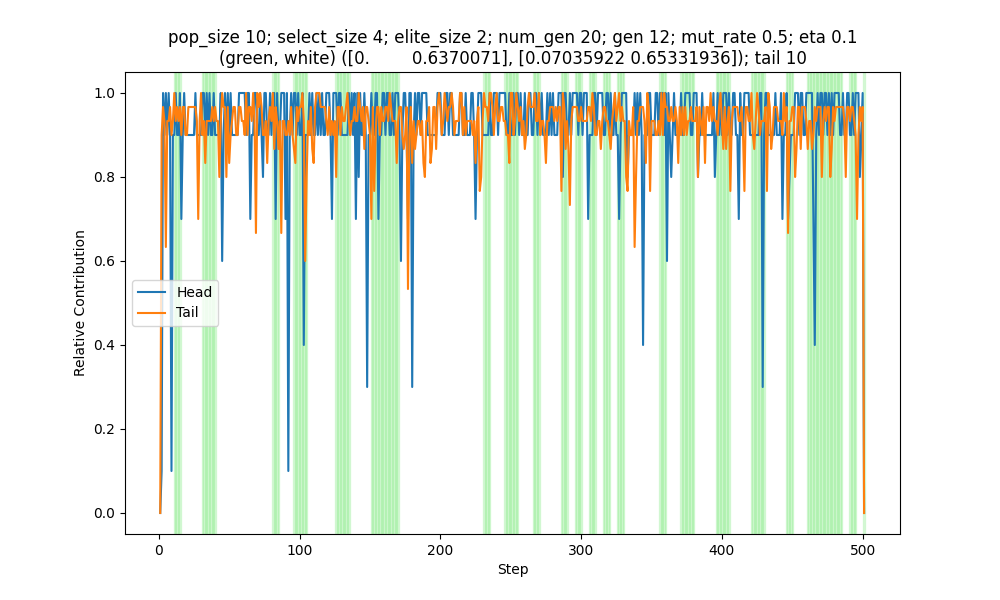 pop_size 10; select_size 4; elite_size 2; num_gen 20; gen 12; mut_rate 0.5; eta 0.1
(green, white) ([0.         0.6370071], [0.07035922 0.65331936]); tail 10
1.0
0.8
0.6
0.4
0.2
0.0
Relative Contribution
Head
Tail
0
100
200
300
400
500
Step